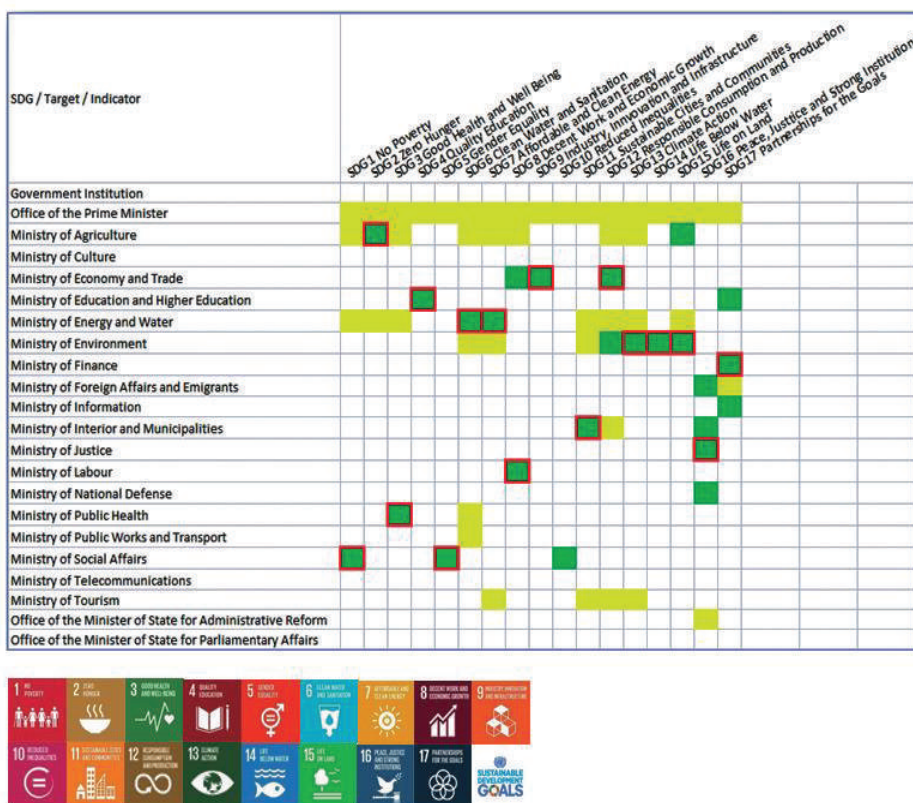 SDG / Target / Indicator
SDG1 No Poverty
SDG2 Zero Hunger
SDG3 Good Health and Well Being
SDG4 Quality Education
SDG5 Gender Equality
SDG6 Clean Water and Sanitation
SDG7 Affordable and Clean Energy
SDG8 Decent Work and Economic Growth
SDG9 Industry, Innovation and Infrastructure
SDG10 Reduced Inequalities
SDG11 Sustainable Cities and Communities
SDG12 Responsible Consumption and Production
SDG13 Climate Action
SDG14 Life Below Water
SDG15 Life on Land
SDG16 Peace, Justtice and Strong Institution
SDG17 Partnerships for the Goals
Government Institution
Office of the Prime Minister
Ministry of Agriculture
Ministry of Culture
Ministry of Economy and Trade
Ministry of Education and Higher Education
Ministry of Energy and Water
Ministry of Environment
Ministry of Finance
Ministry of Foreign Affairs and Emigrants
Ministry of Information
Ministry of Interior and Municipalities
Ministry of Justice
Ministry of Labour
Ministry of National Defense
Ministry of Public Health
Ministry of Public Works and Transport
Ministry of Social Affairs
Ministry of Telecommunications
Ministry of Tourism
Office of the Minister of State for Administrative Reform
Office of the Minister of State for Parliamentary Affairs
1 NO POVERTY
2 ZERO HUNGER
3 GOOD HEALTH AND WELL-BEING
4 QUALITY EDUCATION
5 GENDER EQUALITY
6 CLEAN WATER AND SANITATION
7 AFFORDABLE AND CLEAN ENERGY
8 DECENT WORK AND ECONOMIC GROWTH
9 INDUSTRY, INNOVATION AND INFRASTRUCTURE
10 REDUCED INEQUALITIES
11 SUSTAINABLE CITIES AND COMMUNITIES
12 RESPONSIBLE CONSUMPTION AND PRODUCTION
13 CLIMATE ACTION
14 LIFE BELOW WATER
15 LIFE ON LAND
16 PEACE, JUSTICE AND STRONG INSTITUTIONS
17 PARTNERSHIPS FOR THE GOALS
SUSTAINABLE
DEVELOPMENT
GOALS